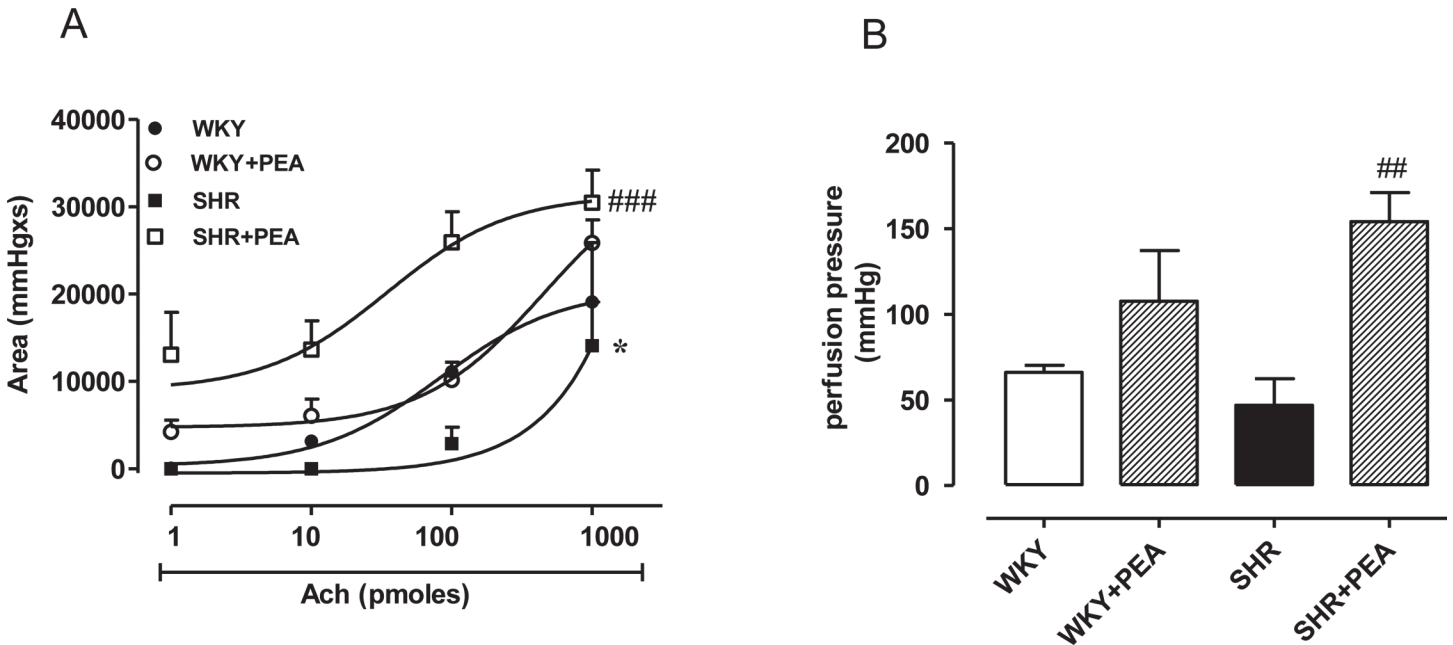 A
40000
30000
20000
10000
0
Area (mmHgxs)
WKY
WKY+PEA
SHR
SHR+PEA
###
*
1 10 100 1000
Ach (pmoles)
B
200
150
100
50
0
perfusion pressure
(mmHg)
##
WKY
WKY+PEA
SHR
SHR+PEA